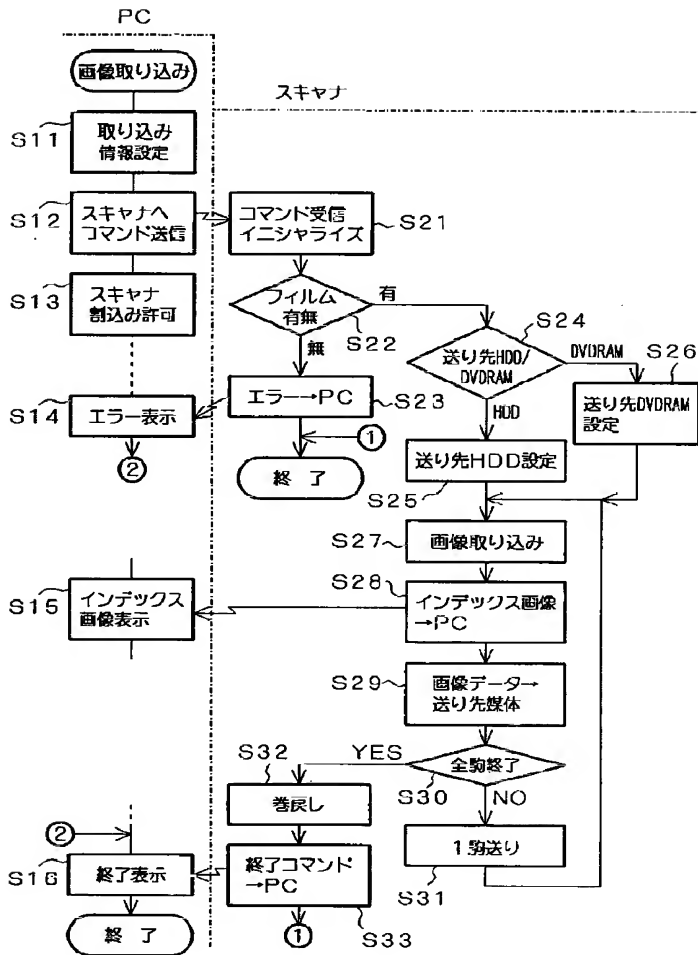 PC
画像取り込み
スキャナ
S11
取り込み
情報設定
S12
スキャナへ
コマンド送信
コマンド受信
イニシャライズ
S21
S13
スキャナ
割込み許可
フィルム
有無
有
無
S22
送り先HDD/
DVDRAM
S24
DVDRAM
HDD
S26
送り先DVDRAM
設定
S14
エラー表示
②
エラー→PC
S23
①
終 了
送り先HDD設定
S25
S27
画像取り込み
S28
S15
インデックス
画像表示
インデックス画像
→PC
S29
画像データ→
送り先媒体
S32
YES
全駒終了
S30
NO
巻戻し
②
1駒送り
S31
S16
終了表示
終了コマンド
→PC
S33
終 了
①